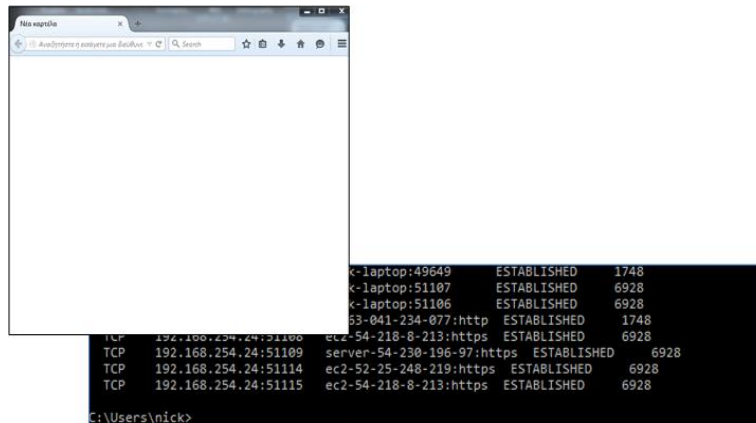 Νέα καρτέλα
Αναζητήστε ή εισάγετε μια διεύθυνσ
Search
k-laptop:49649 ESTABLISHED 1748
k-laptop:51107 ESTABLISHED 6928
k-laptop:51106 ESTABLISHED 6928
63-041-234-077:http ESTABLISHED 1748
TCP 192.168.254.24:51108 ec2-54-218-8-213:https ESTABLISHED 6928
TCP 192.168.254.24:51109 server-54-230-196-97:https ESTABLISHED 6928
TCP 192.168.254.24:51114 ec2-52-25-248-219:https ESTABLISHED 6928
TCP 192.168.254.24:51115 ec2-54-218-8-213:https ESTABLISHED 6928
C:\Users\nick>